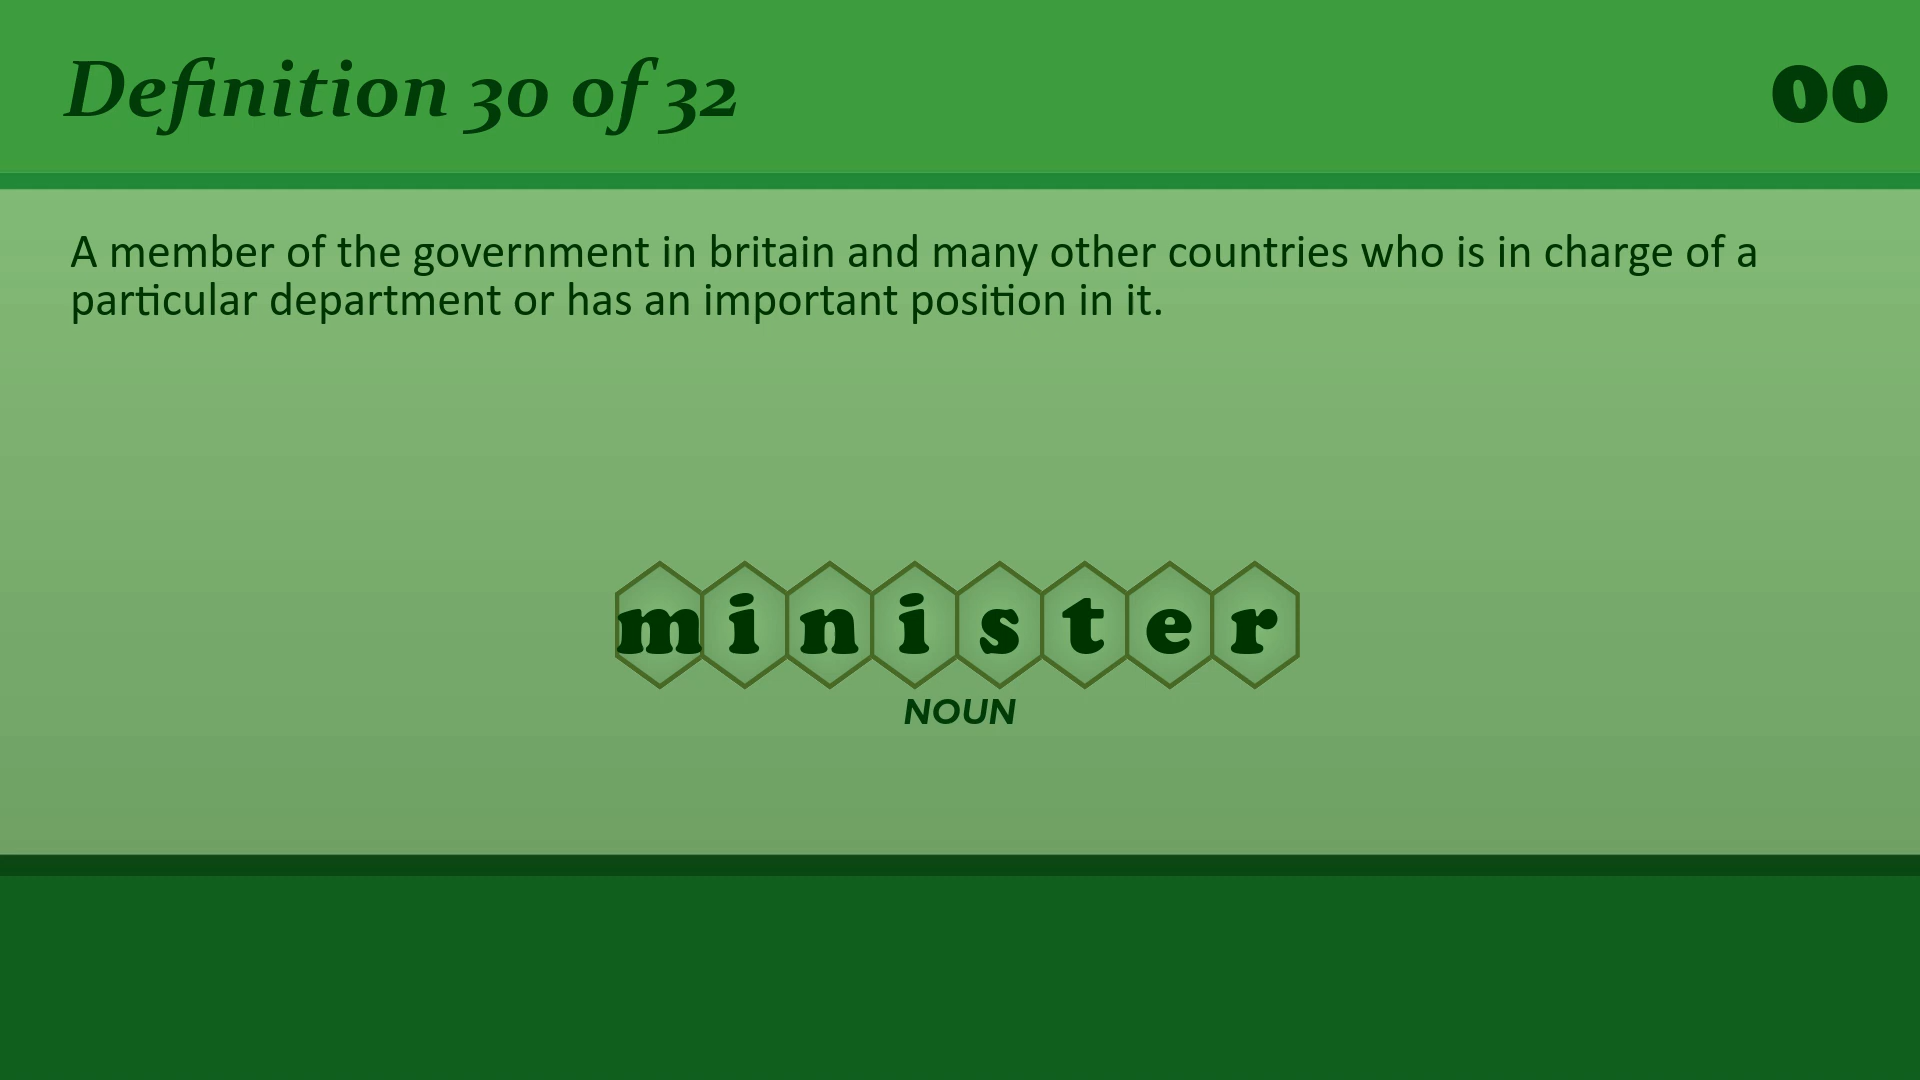 Definition 30 of 32
00
A member of the government in britain and many other countries who is in charge of a
particular department or has an important position in it.
minister
NOUN